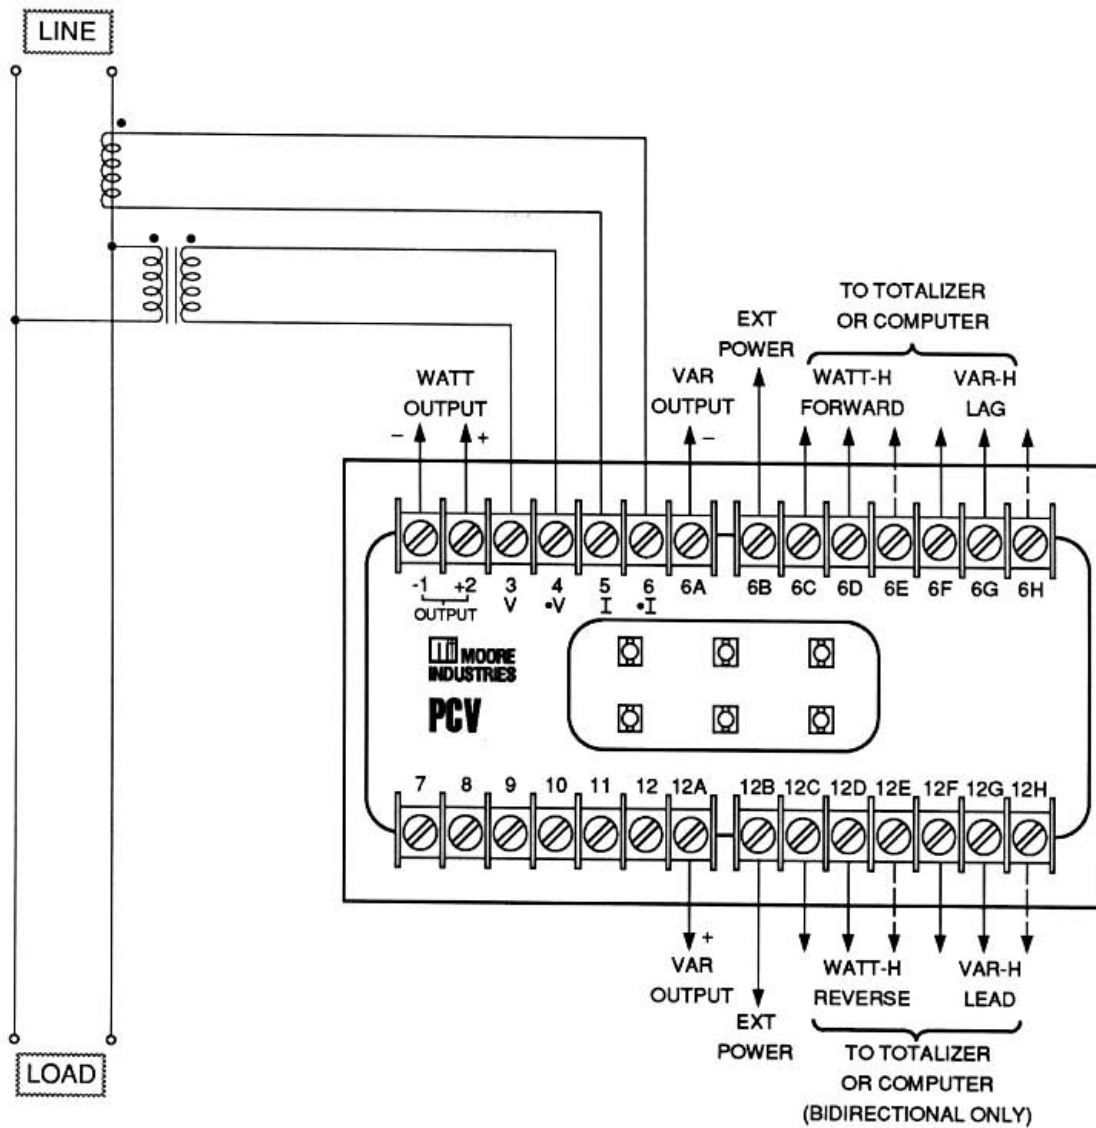 LINE
TO TOTALIZER
OR COMPUTER
EXT
POWER
WATT
OUTPUT
- +
VAR
OUTPUT
-
WATT-H
FORWARD
VAR-H
LAG
-1 +2 3 4 5 6 6A 6B 6C 6D 6E 6F 6G 6H
OUTPUT V •V I •I
MOORE
INDUSTRIES
PCV
7 8 9 10 11 12 12A 12B 12C 12D 12E 12F 12G 12H
+
VAR
OUTPUT
EXT
POWER
WATT-H
REVERSE
VAR-H
LEAD
TO TOTALIZER
OR COMPUTER
(BIDIRECTIONAL ONLY)
LOAD